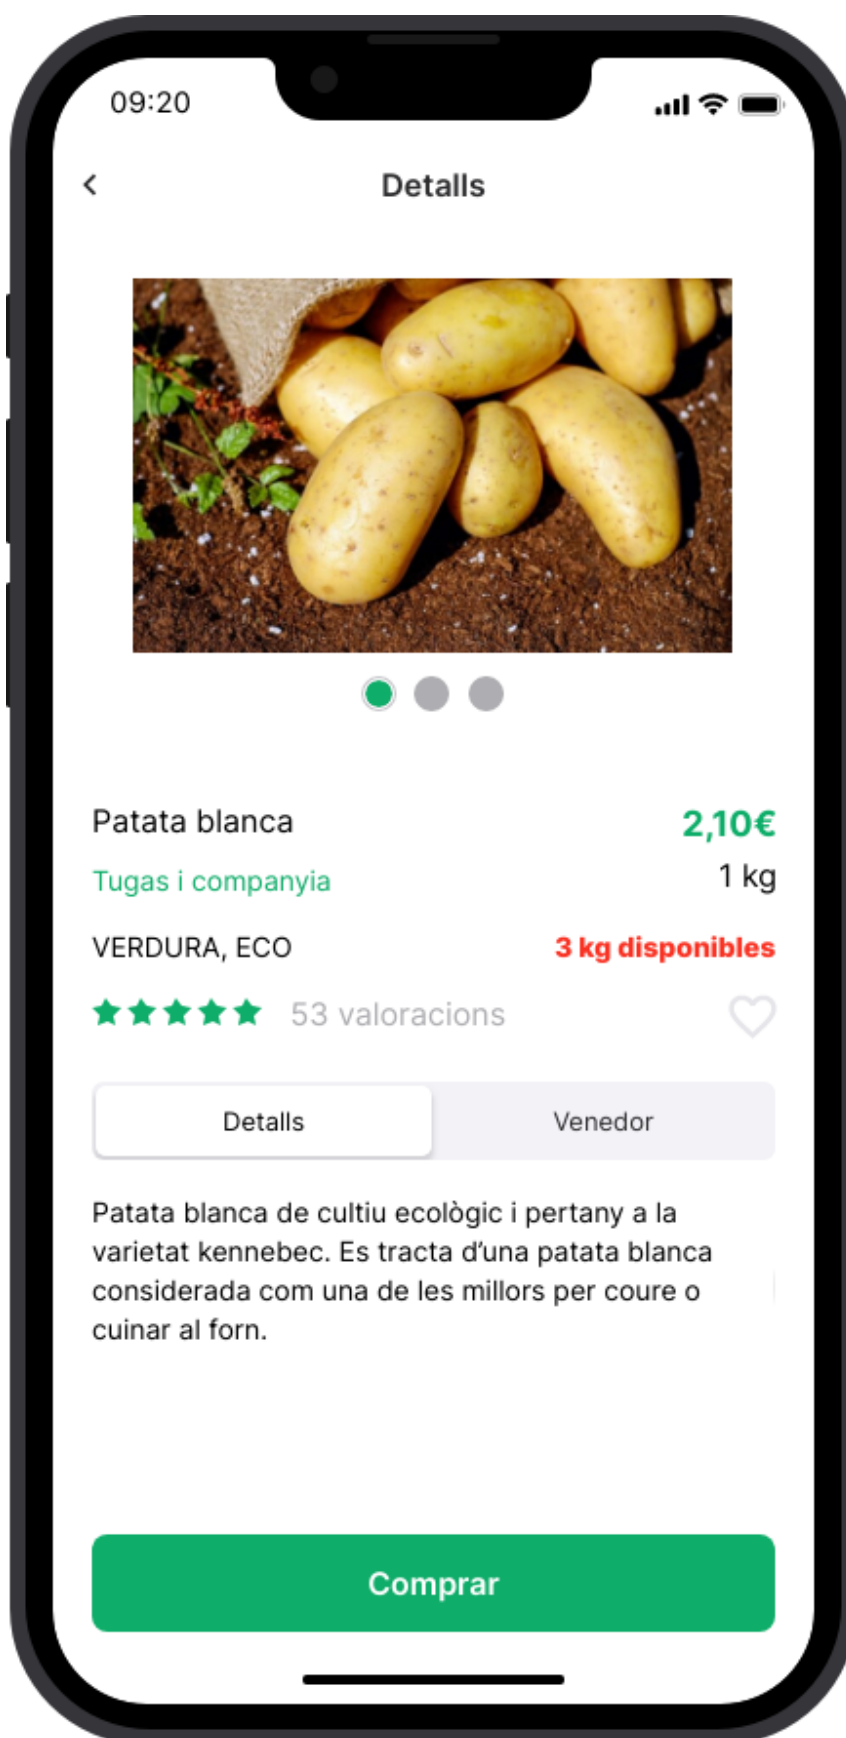 09:20
Detalls
Patata blanca
2,10€
Tugas i companyia
1 kg
VERDURA, ECO
3 kg disponibles
53 valoracions
Detalls
Venedor
Patata blanca de cultiu ecològic i pertany a la
varietat kennebec. Es tracta d'una patata blanca
considerada com una de les millors per coure o
cuinar al forn.
Comprar